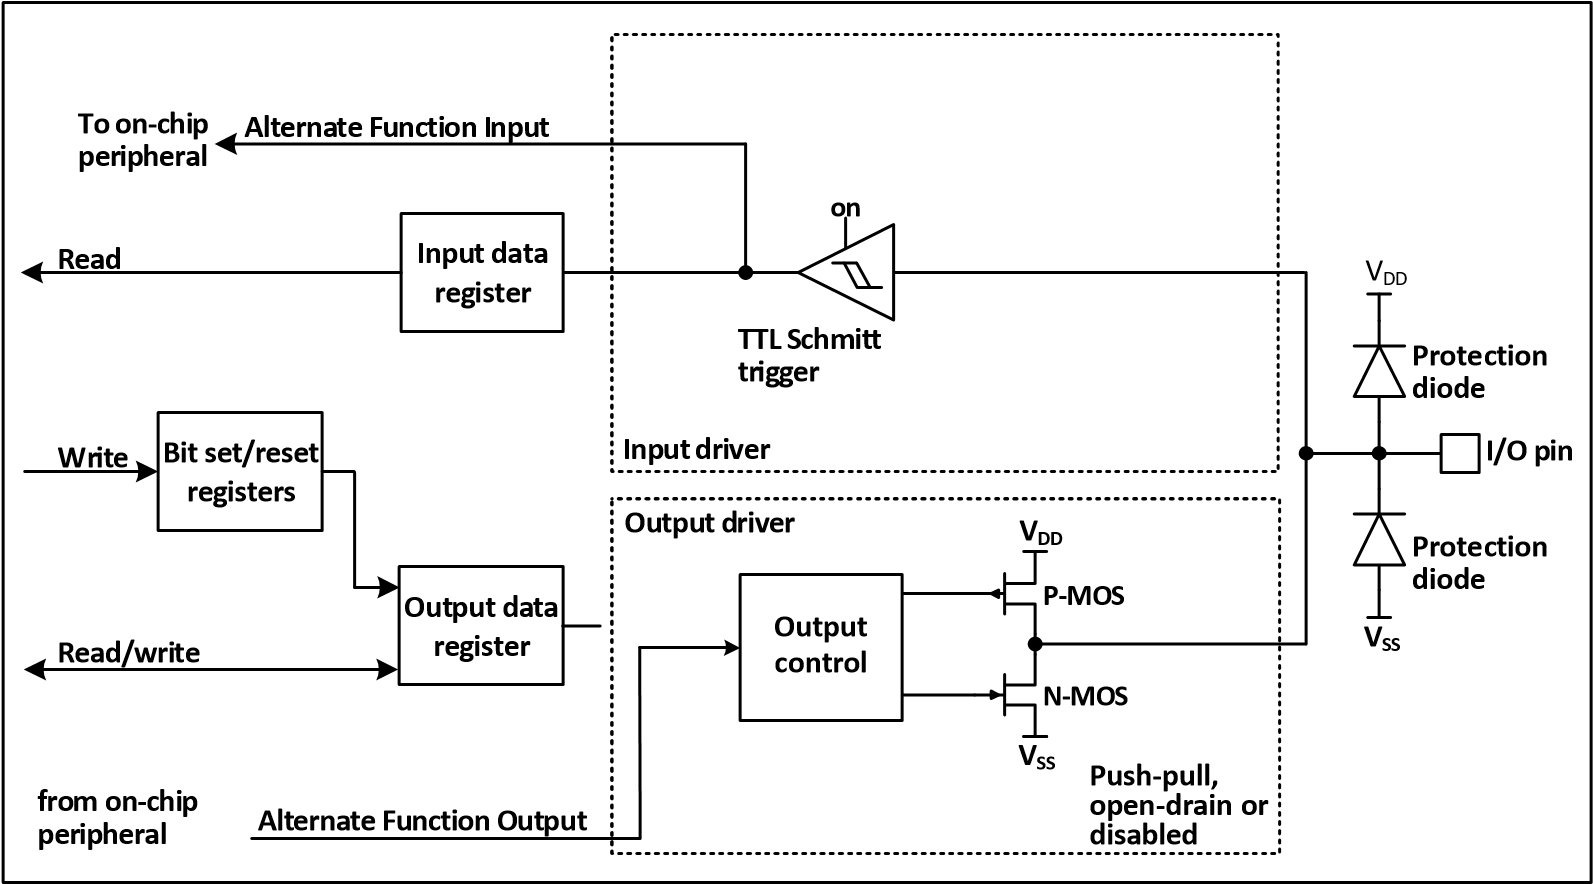 To on-chip
peripheral
Alternate Function Input
on
Read
Input data
register
TTL Schmitt
trigger
VDD
Protection
diode
Input driver
Write
Bit set/reset
registers
I/O pin
Output driver
VDD
Protection
diode
P-MOS
Output data
register
Output
control
Read/write
VSS
N-MOS
VSS
Push-pull,
open-drain or
disabled
from on-chip
peripheral
Alternate Function Output